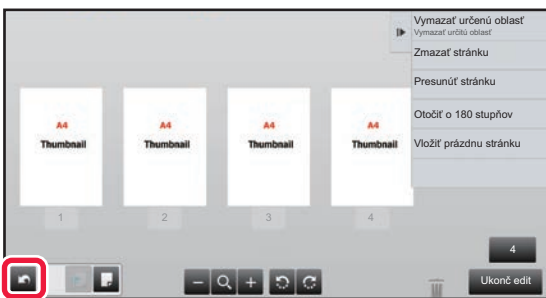 Vymazať určenú oblasť
Vymazať určitú oblasť
Zmazať stránku
Presunúť stránku
Otočiť o 180 stupňov
Vložiť prázdnu stránku
A4 A4 A4 A4
Thumbnail Thumbnail Thumbnail Thumbnail
1 2 3 4
4
Ukonč edit